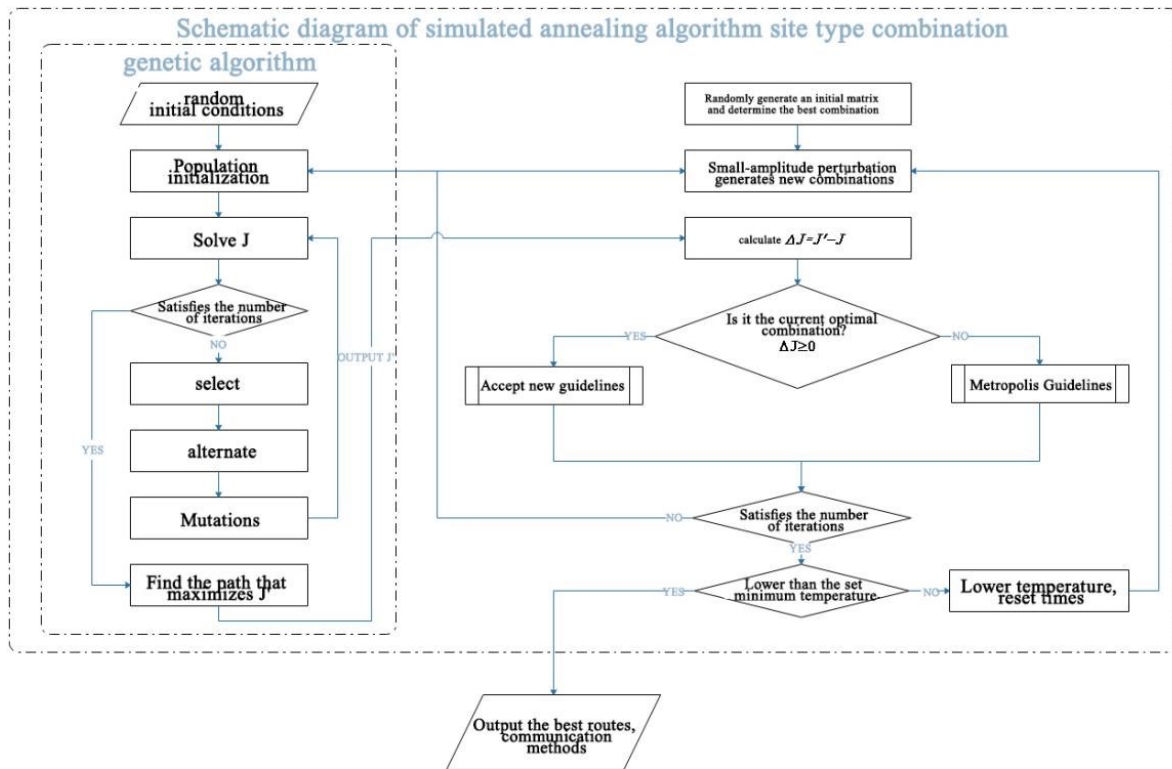 Schematic diagram of simulated annealing algorithm site type combination
genetic algorithm
random
initial conditions
Population
initialization
Solve J
Satisfies the number
of iterations
NO
select
alternate
YES
Mutations
Find the path that
maximizes J'
OUTPUT J'
Randomly generate an initial matrix
and determine the best combination
Small-amplitude perturbation
generates new combinations
calculate ΔJ=J'−J
Is it the current optimal
combination?
ΔJ≥0
YES
NO
Accept new guidelines
Metropolis Guidelines
Satisfies the number
of iterations
NO
YES
Lower than the set
minimum temperature
YES
NO
Lower temperature,
reset times
Output the best routes,
communication
methods